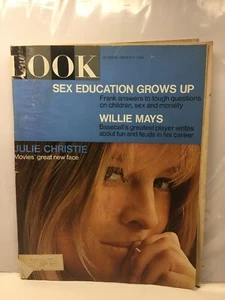 LOOK
SEX EDUCATION GROWS UP
Frank answers to tough questions
on children, sex and morality
WILLIE MAYS
Baseball's greatest player writes
about fun and feuds in his career
JULIE CHRISTIE
Movies' great new face